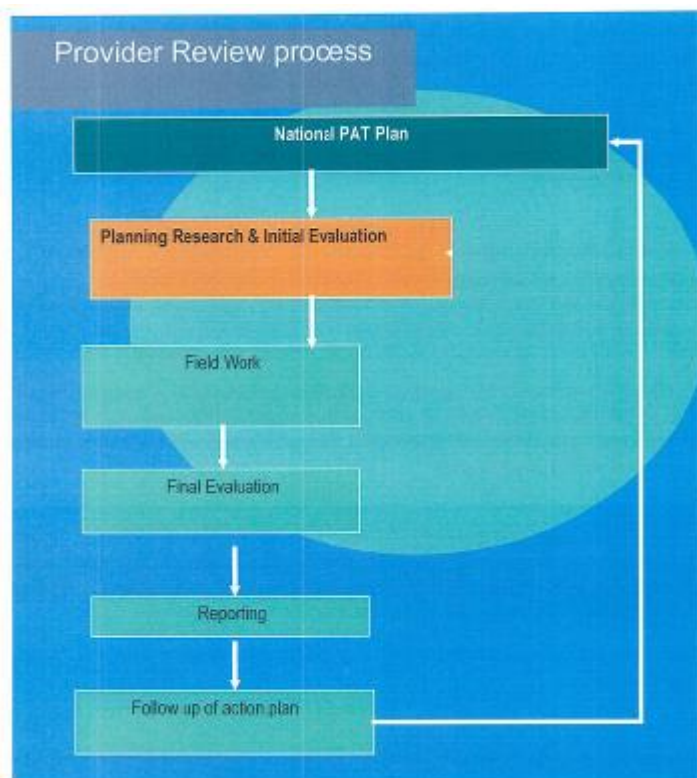 Provider Review process
National PAT Plan
Planning Research & Initial Evaluation
Field Work
Final Evaluation
Reporting
Follow up of action plan